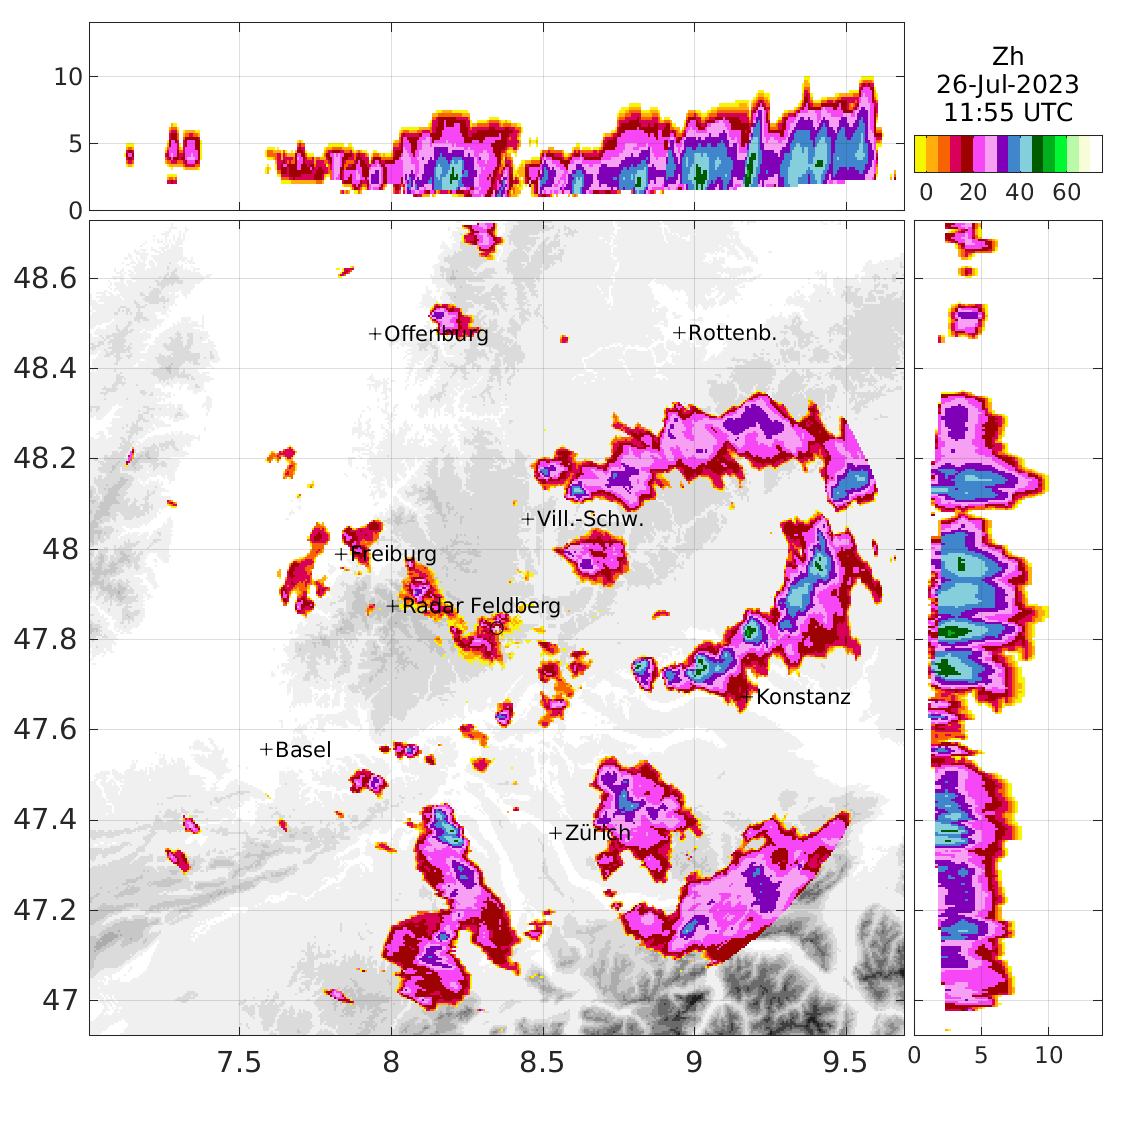 Zh
26-Jul-2023
11:55 UTC
0 20 40 60
10
5
0
48.6
48.4
48.2
48
47.8
47.6
47.4
47.2
47
+Offenburg
+Rottenb.
+Vill.-Schw.
+Freiburg
+Radar Feldberg
+Konstanz
+Basel
+Zürich
7.5 8 8.5 9 9.5
0 5 10